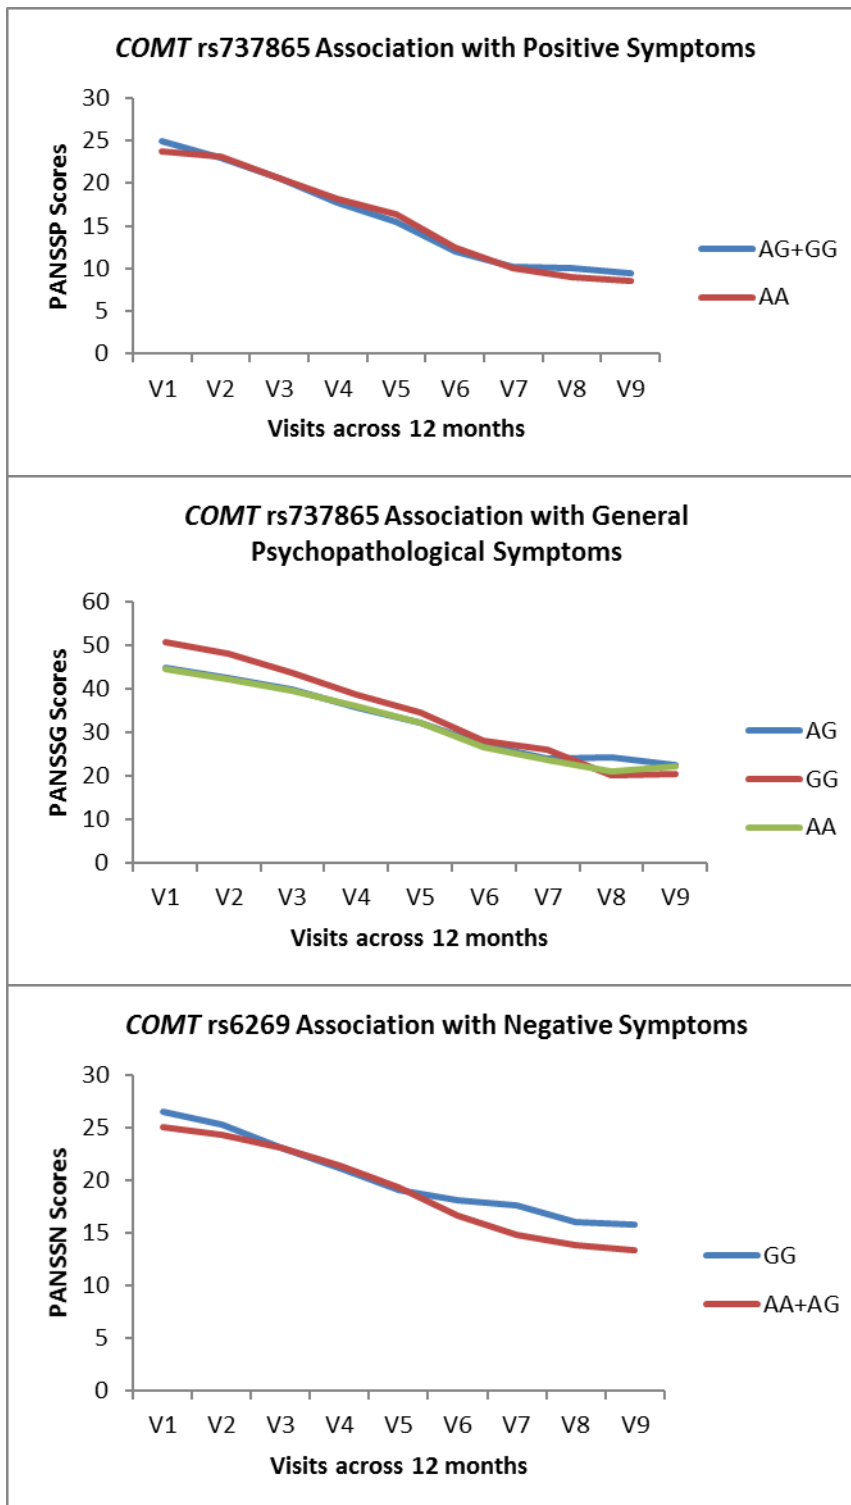 COMT rs737865 Association with Positive Symptoms
30
25
20
15
10
5
0
PANSSP Scores
V1 V2 V3 V4 V5 V6 V7 V8 V9
Visits across 12 months
AG+GG
AA
COMT rs737865 Association with General
Psychopathological Symptoms
60
50
40
30
20
10
0
PANSSG Scores
V1 V2 V3 V4 V5 V6 V7 V8 V9
Visits across 12 months
AG
GG
AA
COMT rs6269 Association with Negative Symptoms
30
25
20
15
10
5
0
PANSSN Scores
V1 V2 V3 V4 V5 V6 V7 V8 V9
Visits across 12 months
GG
AA+AG